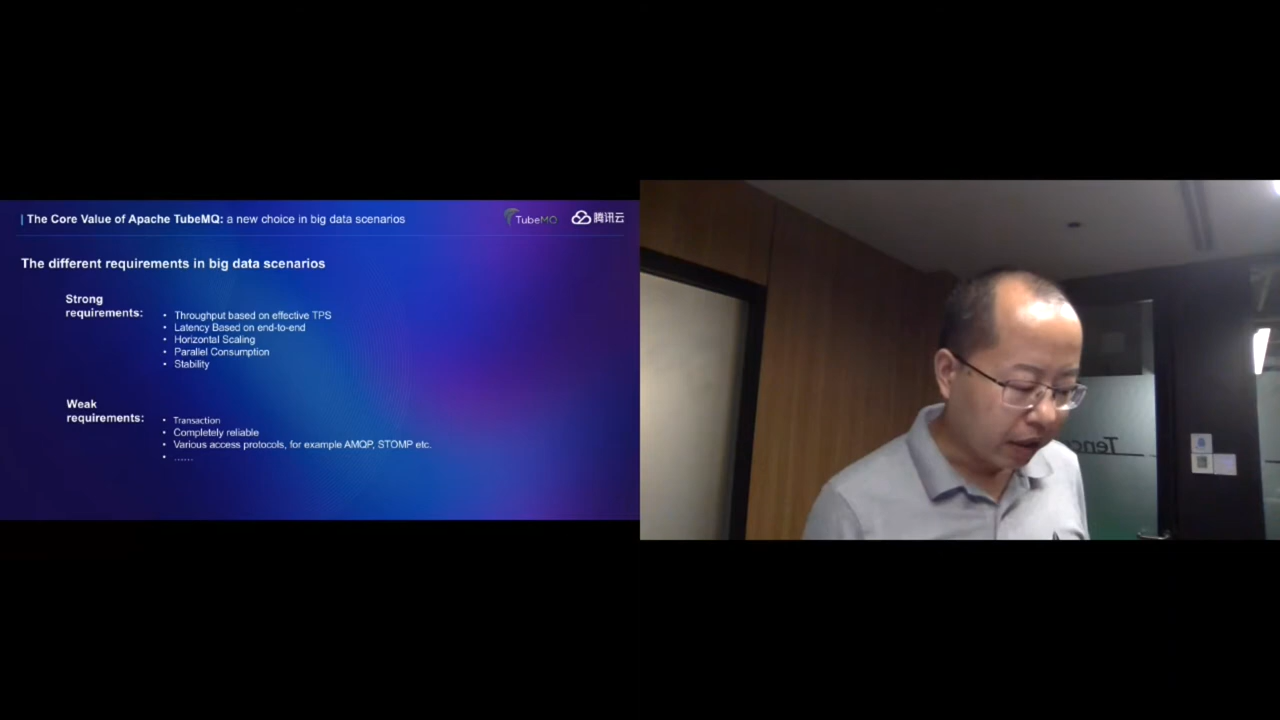 | The Core Value of Apache TubeMQ: a new choice in big data scenarios
TubeMQ
腾讯云
The different requirements in big data scenarios
Strong
requirements:
• Throughput based on effective TPS
• Latency Based on end-to-end
• Horizontal Scaling
• Parallel Consumption
• Stability
Weak
requirements:
• Transaction
• Completely reliable
• Various access protocols, for example AMQP, STOMP etc.
• ......
Tenc